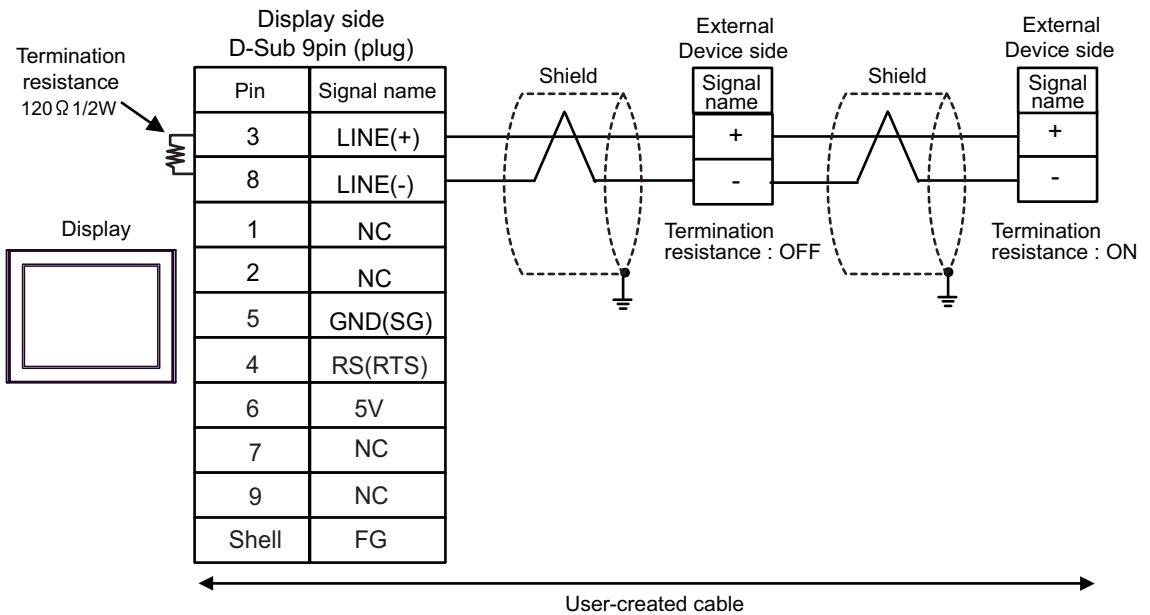 Display side
D-Sub 9pin (plug)
Termination
resistance
120Ω 1/2W
Pin Signal name
3 LINE(+)
8 LINE(-)
1 NC
2 NC
5 GND(SG)
4 RS(RTS)
6 5V
7 NC
9 NC
Shell FG
Display
Shield
External
Device side
Signal
name
+
-
Termination
resistance : OFF
Shield
External
Device side
Signal
name
+
-
Termination
resistance : ON
User-created cable